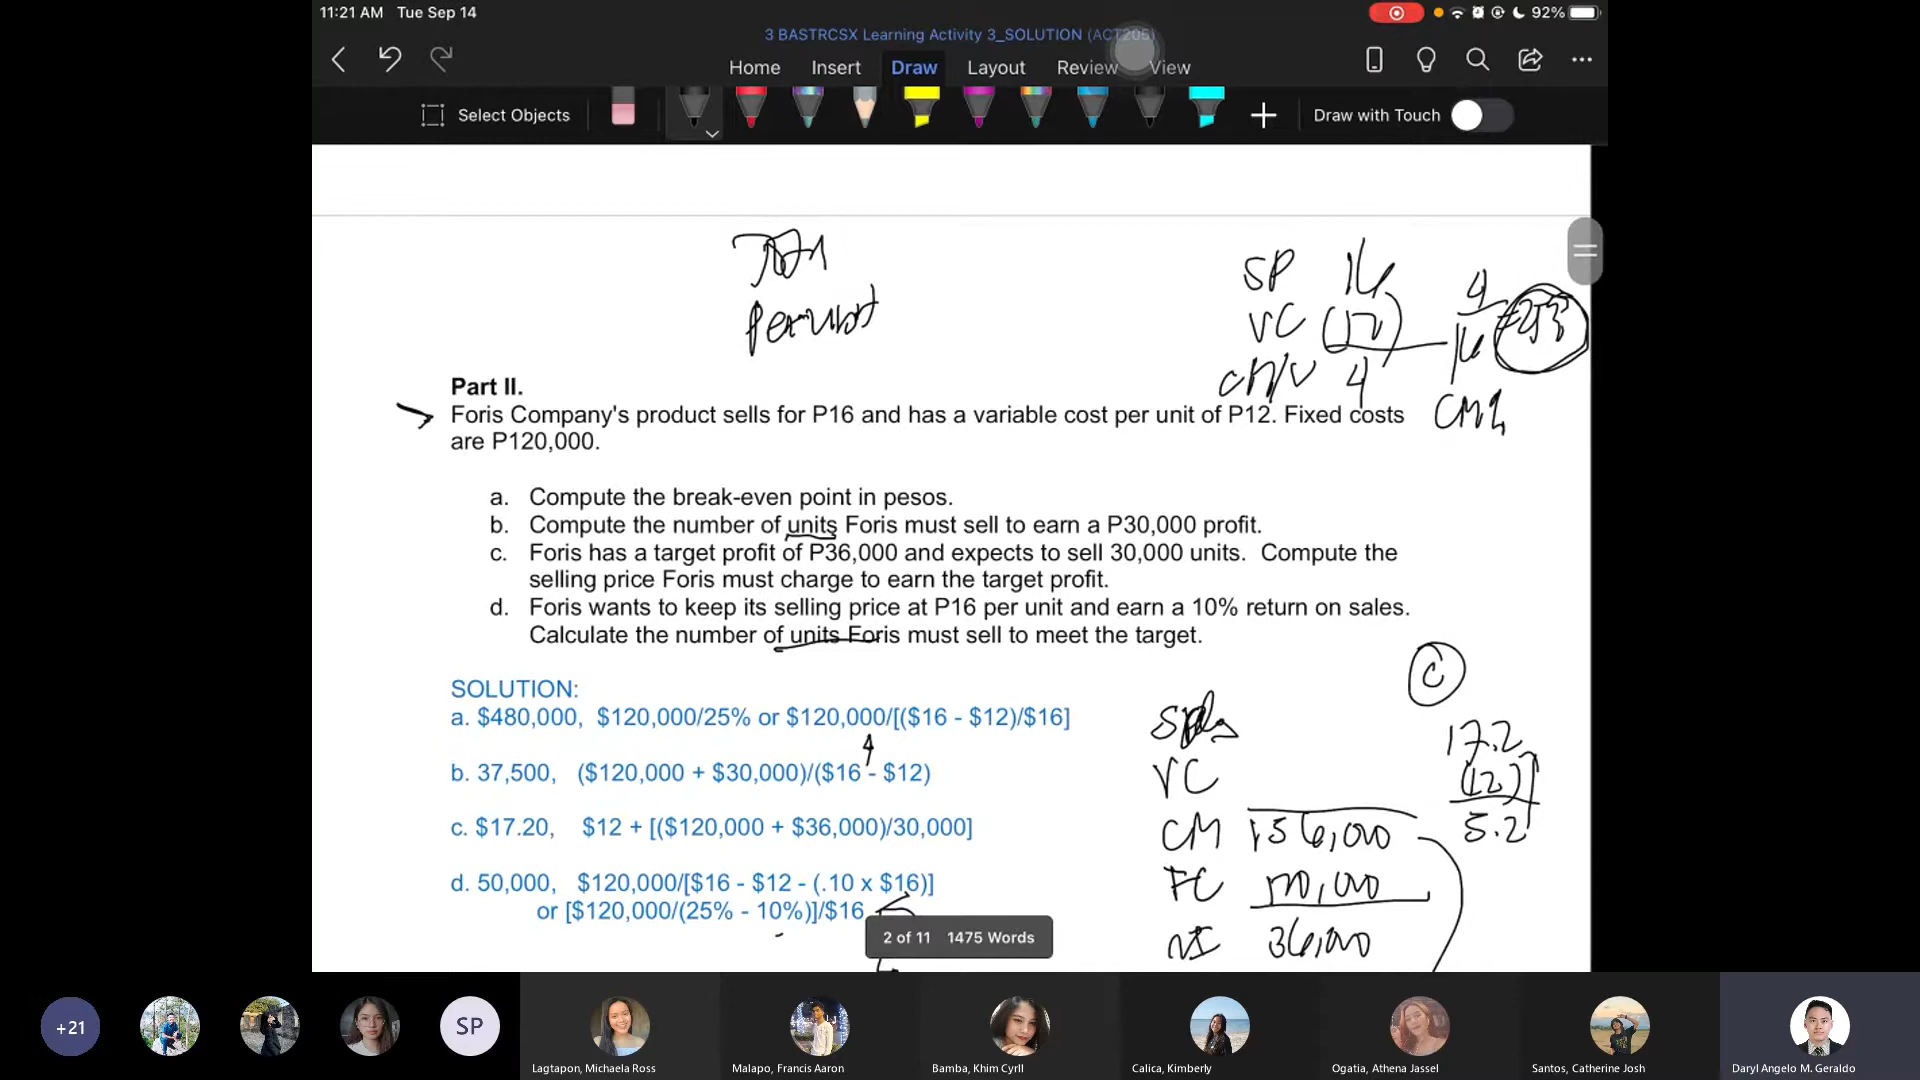 11:21 AM Tue Sep 14
92%
3 BASTRCSX Learning Activity 3_SOLUTION (ACT205)
Home Insert Draw Layout Review View
Select Objects
Draw with Touch
per unit
SP 16
VC (12)
CM/U 4
4
16
=25%
CM%
Part II.
Foris Company's product sells for P16 and has a variable cost per unit of P12. Fixed costs
are P120,000.
a. Compute the break-even point in pesos.
b. Compute the number of units Foris must sell to earn a P30,000 profit.
c. Foris has a target profit of P36,000 and expects to sell 30,000 units. Compute the
selling price Foris must charge to earn the target profit.
d. Foris wants to keep its selling price at P16 per unit and earn a 10% return on sales.
Calculate the number of units Foris must sell to meet the target.
SOLUTION:
a. $480,000, $120,000/25% or $120,000/[($16 - $12)/$16]
4
b. 37,500, ($120,000 + $30,000)/($16 - $12)
c. $17.20, $12 + [($120,000 + $36,000)/30,000]
d. 50,000, $120,000/[$16 - $12 - (.10 x $16)]
or [$120,000/(25% - 10%)]/$16
C
17.2
VC (12)
CM 156,000 5.2
FC 120,000
NI 36,000
2 of 11 1475 Words
+21
SP
Lagtapon, Michaela Ross
Malapo, Francis Aaron
Bamba, Khim Cyrll
Calica, Kimberly
Ogatia, Athena Jassel
Santos, Catherine Josh
Daryl Angelo M. Geraldo